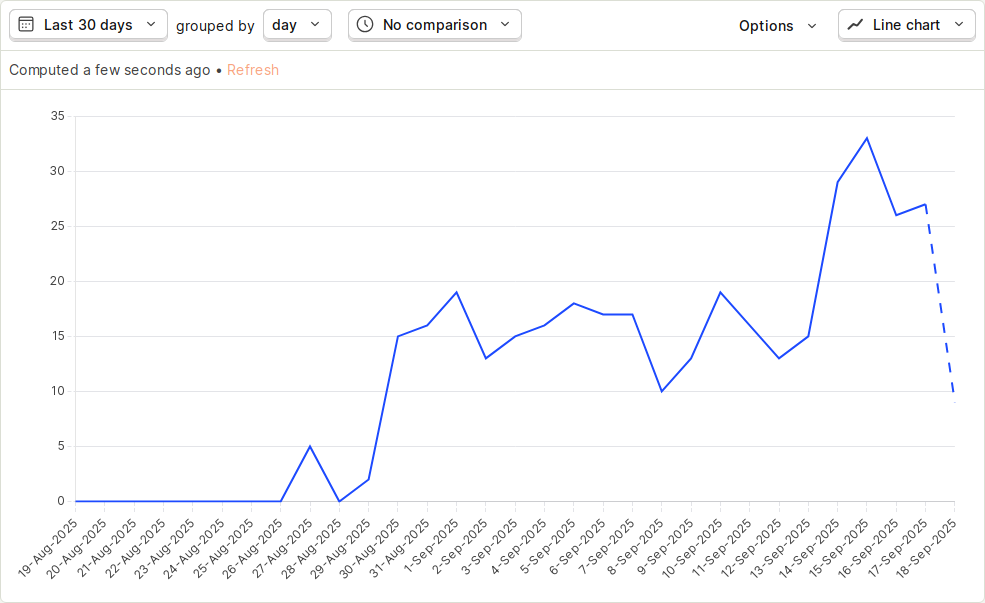 Last 30 days grouped by day No comparison Options Line chart
Computed a few seconds ago • Refresh
35
30
25
20
15
10
5
0
19-Aug-2025
20-Aug-2025
21-Aug-2025
22-Aug-2025
23-Aug-2025
24-Aug-2025
25-Aug-2025
26-Aug-2025
27-Aug-2025
28-Aug-2025
29-Aug-2025
30-Aug-2025
31-Aug-2025
1-Sep-2025
2-Sep-2025
3-Sep-2025
4-Sep-2025
5-Sep-2025
6-Sep-2025
7-Sep-2025
8-Sep-2025
9-Sep-2025
10-Sep-2025
11-Sep-2025
12-Sep-2025
13-Sep-2025
14-Sep-2025
15-Sep-2025
16-Sep-2025
17-Sep-2025
18-Sep-2025